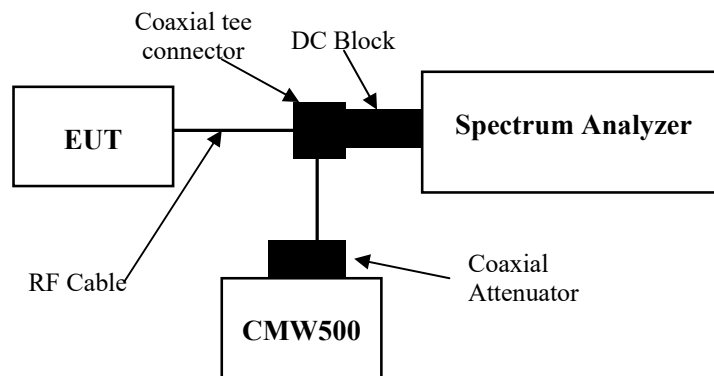 Coaxial tee
connector
DC Block
EUT
Spectrum Analyzer
RF Cable
Coaxial
Attenuator
CMW500